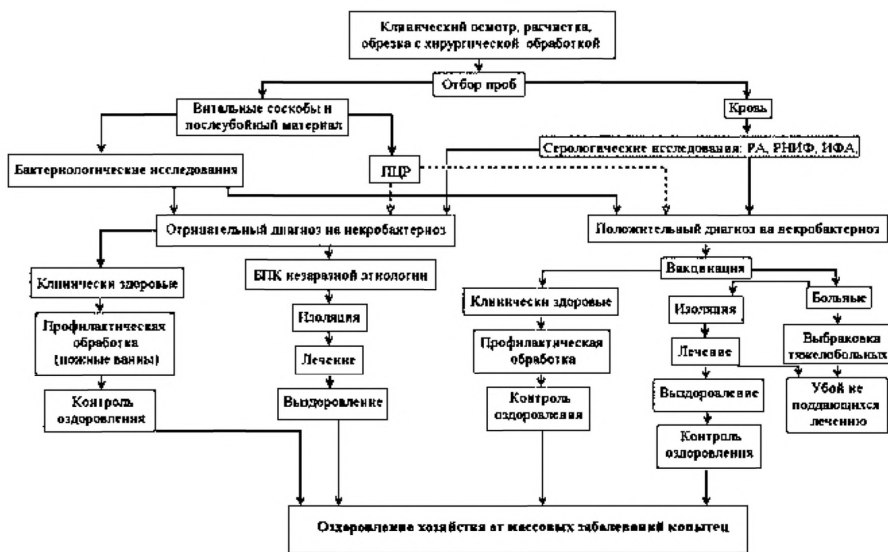 Клинический осмотр, расчистка,
обрезка с хирургической обработкой
Отбор проб
Витальные соскобы и
послеубойный материал
Кровь
Серологические исследования: РА, РНИФ, ИФА,
Бактериологические исследования
ПЦР
Отрицательный диагноз на некробактериоз
Положительный диагноз на некробактериоз
Клинически здоровые
Профилактическая
обработка
(ножные ванны)
Контроль
оздоровления
БПК незаразной этиологии
Изоляция
Лечение
Выздоровление
Вакцинация
Клинически здоровые
Профилактическая
обработка
Контроль
оздоровления
Изоляция
Лечение
Выздоровление
Контроль
оздоровления
Больные
Выбраковка
тяжелобольных
Убой не
поддающихся
лечению
Оздоровление хозяйства от массовых заболеваний копытец